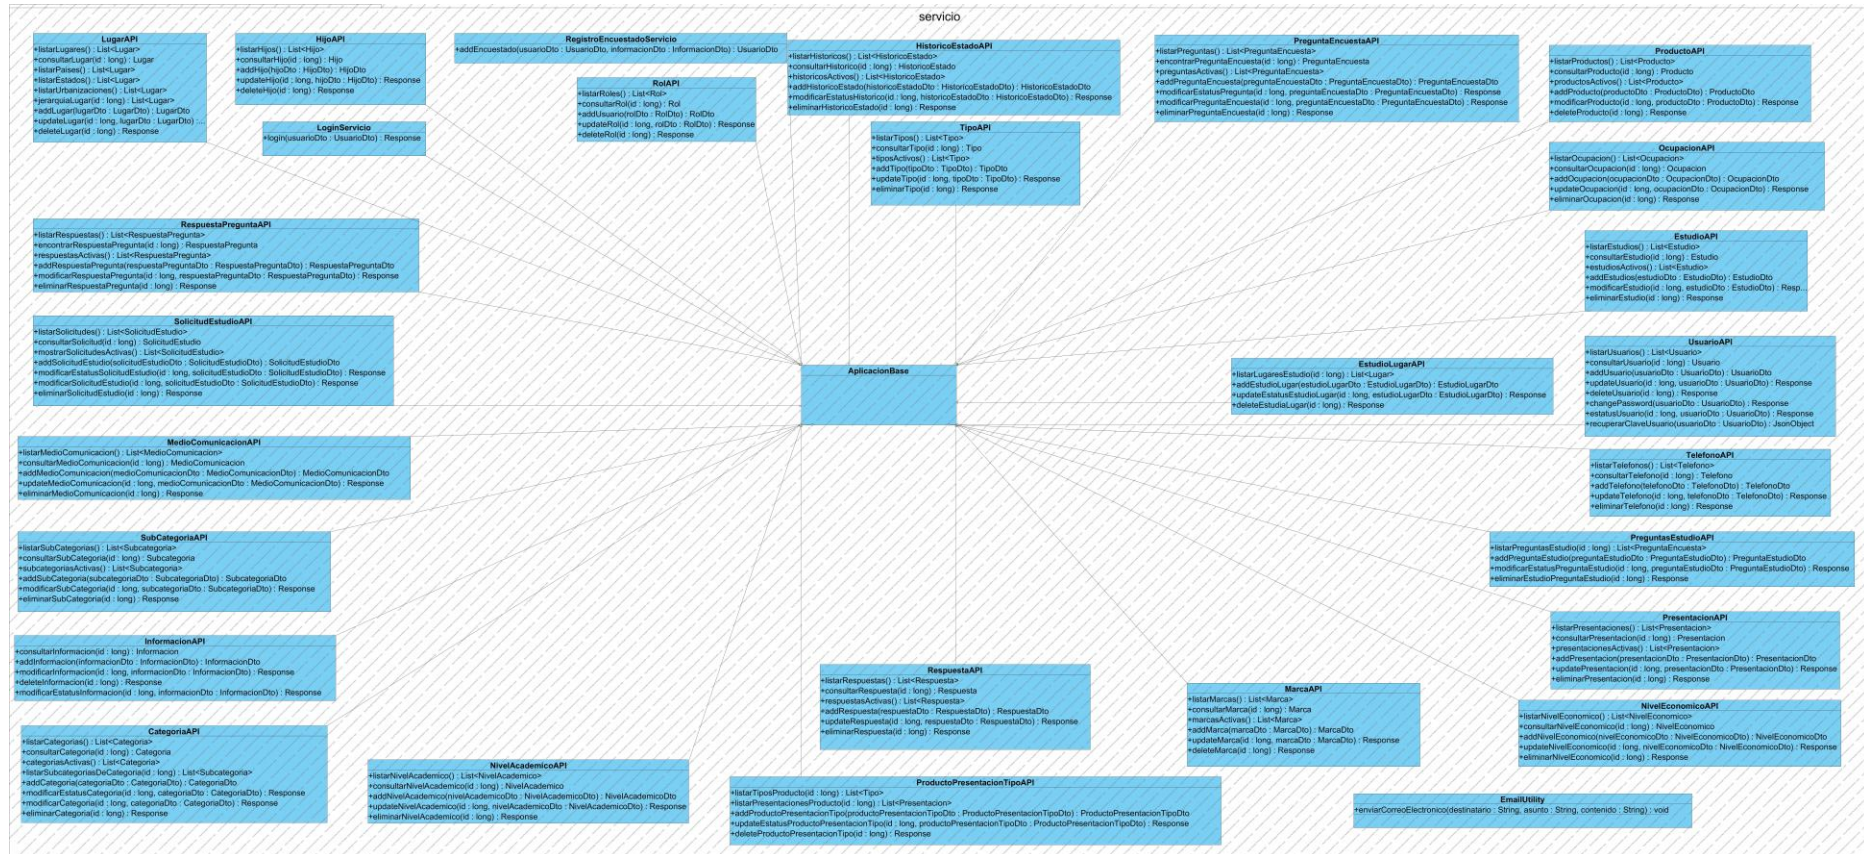 servicio
LugarAPI
+listarLugares() : List<Lugar>
+consultarLugar(id : long) : Lugar
+listarPaises() : List<Lugar>
+listarEstados() : List<Lugar>
+listarUrbanizaciones() : List<Lugar>
+jerarquiaLugar(id : long) : List<Lugar>
+addLugar(lugarDto : LugarDto) : LugarDto
+updateLugar(id : long, lugarDto : LugarDto) :...
+deleteLugar(id : long) : Response
HijoAPI
+listarHijos() : List<Hijo>
+consultarHijo(id : long) : Hijo
+addHijo(hijoDto : HijoDto) : HijoDto
+updateHijo(id : long, hijoDto : HijoDto) : Response
+deleteHijo(id : long) : Response
LoginServicio
+login(usuarioDto : UsuarioDto) : Response
RegistroEncuestadoServicio
+addEncuestado(usuarioDto : UsuarioDto, informacionDto : InformacionDto) : UsuarioDto
RolAPI
+listarRoles() : List<Rol>
+consultarRol(id : long) : Rol
+addUsuario(rolDto : RolDto) : RolDto
+updateRol(id : long, rolDto : RolDto) : Response
+deleteRol(id : long) : Response
HistoricoEstadoAPI
+listarHistoricos() : List<HistoricoEstado>
+consultarHistorico(id : long) : HistoricoEstado
+historicosActivos() : List<HistoricoEstado>
+addHistoricoEstado(historicoEstadoDto : HistoricoEstadoDto) : HistoricoEstadoDto
+modificarEstatusHistorico(id : long, historicoEstadoDto : HistoricoEstadoDto) : Response
+eliminarHistoricoEstado(id : long) : Response
TipoAPI
+listarTipos() : List<Tipo>
+consultarTipo(id : long) : Tipo
+tiposActivos() : List<Tipo>
+addTipo(tipoDto : TipoDto) : TipoDto
+updateTipo(id : long, tipoDto : TipoDto) : Response
+eliminarTipo(id : long) : Response
PreguntaEncuestaAPI
+listarPreguntas() : List<PreguntaEncuesta>
+encontrarPreguntaEncuesta(id : long) : PreguntaEncuesta
+preguntasActivas() : List<PreguntaEncuesta>
+addPreguntaEncuesta(preguntaEncuestaDto : PreguntaEncuestaDto) : PreguntaEncuestaDto
+modificarEstatusPregunta(id : long, preguntaEncuestaDto : PreguntaEncuestaDto) : Response
+modificarPreguntaEncuesta(id : long, preguntaEncuestaDto : PreguntaEncuestaDto) : Response
+eliminarPreguntaEncuesta(id : long) : Response
ProductoAPI
+listarProductos() : List<Producto>
+consultarProducto(id : long) : Producto
+productosActivos() : List<Producto>
+addProducto(productoDto : ProductoDto) : ProductoDto
+modificarProducto(id : long, productoDto : ProductoDto) : Response
+deleteProducto(id : long) : Response
OcupacionAPI
+listarOcupacion() : List<Ocupacion>
+consultarOcupacion(id : long) : Ocupacion
+addOcupacion(ocupacionDto : OcupacionDto) : OcupacionDto
+updateOcupacion(id : long, ocupacionDto : OcupacionDto) : Response
+eliminarOcupacion(id : long) : Response
RespuestaPreguntaAPI
+listarRespuestas() : List<RespuestaPregunta>
+encontrarRespuestaPregunta(id : long) : RespuestaPregunta
+respuestasActivas() : List<RespuestaPregunta>
+addRespuestaPregunta(respuestaPreguntaDto : RespuestaPreguntaDto) : RespuestaPreguntaDto
+modificarRespuestaPregunta(id : long, respuestaPreguntaDto : RespuestaPreguntaDto) : Response
+eliminarRespuestaPregunta(id : long) : Response
EstudioAPI
+listarEstudios() : List<Estudio>
+consultarEstudio(id : long) : Estudio
+estudiosActivos() : List<Estudio>
+addEstudios(estudioDto : EstudioDto) : EstudioDto
+modificarEstudio(id : long, estudioDto : EstudioDto) : Resp...
+eliminarEstudio(id : long) : Response
SolicitudEstudioAPI
+listarSolicitudes() : List<SolicitudEstudio>
+consultarSolicitud(id : long) : SolicitudEstudio
+mostrarSolicitudesActivas() : List<SolicitudEstudio>
+addSolicitudEstudio(solicitudEstudioDto : SolicitudEstudioDto) : SolicitudEstudioDto
+modificarEstatusSolicitudEstudio(id : long, solicitudEstudioDto : SolicitudEstudioDto) : Response
+modificarSolicitudEstudio(id : long, solicitudEstudioDto : SolicitudEstudioDto) : Response
+eliminarSolicitudEstudio(id : long) : Response
AplicacionBase
EstudioLugarAPI
+listarLugaresEstudio(id : long) : List<Lugar>
+addEstudioLugar(estudioLugarDto : EstudioLugarDto) : EstudioLugarDto
+updateEstatusEstudioLugar(id : long, estudioLugarDto : EstudioLugarDto) : Response
+deleteEstudiaLugar(id : long) : Response
UsuarioAPI
+listarUsuarios() : List<Usuario>
+consultarUsuario(id : long) : Usuario
+addUsuario(usuarioDto : UsuarioDto) : UsuarioDto
+updateUsuario(id : long, usuarioDto : UsuarioDto) : Response
+deleteUsuario(id : long) : Response
+changePassword(usuarioDto : UsuarioDto) : Response
+estatusUsuario(id : long, usuarioDto : UsuarioDto) : Response
+recuperarClaveUsuario(usuarioDto : UsuarioDto) : JsonObject
MedioComunicacionAPI
+listarMedioComunicacion() : List<MedioComunicacion>
+consultarMedioComunicacion(id : long) : MedioComunicacion
+addMedioComunicacion(medioComunicacionDto : MedioComunicacionDto) : MedioComunicacionDto
+updateMedioComunicacion(id : long, medioComunicacionDto : MedioComunicacionDto) : Response
+eliminarMedioComunicacion(id : long) : Response
TelefonoAPI
+listarTelefonos() : List<Telefono>
+consultarTelefono(id : long) : Telefono
+addTelefono(telefonoDto : TelefonoDto) : TelefonoDto
+updateTelefono(id : long, telefonoDto : TelefonoDto) : Response
+eliminarTelefono(id : long) : Response
SubCategoriaAPI
+listarSubCategorias() : List<Subcategoria>
+consultarSubCategoria(id : long) : Subcategoria
+subcategoriasActivas() : List<Subcategoria>
+addSubCategoria(subcategoriaDto : SubcategoriaDto) : SubcategoriaDto
+modificarSubCategoria(id : long, subcategoriaDto : SubcategoriaDto) : Response
+eliminarSubCategoria(id : long) : Response
PreguntasEstudioAPI
+listarPreguntasEstudio(id : long) : List<PreguntaEncuesta>
+addPreguntaEstudio(preguntaEstudioDto : PreguntaEstudioDto) : PreguntaEstudioDto
+modificarEstatusPreguntaEstudio(id : long, preguntaEstudioDto : PreguntaEstudioDto) : Response
+eliminarEstudioPreguntaEstudio(id : long) : Response
InformacionAPI
+consultarInformacion(id : long) : Informacion
+addInformacion(informacionDto : InformacionDto) : InformacionDto
+modificarInformacion(id : long, informacionDto : InformacionDto) : Response
+deleteInformacion(id : long) : Response
+modificarEstatusInformacion(id : long, informacionDto : InformacionDto) : Response
PresentacionAPI
+listarPresentaciones() : List<Presentacion>
+consultarPresentacion(id : long) : Presentacion
+presentacionesActivas() : List<Presentacion>
+addPresentacion(presentacionDto : PresentacionDto) : PresentacionDto
+updatePresentacion(id : long, presentacionDto : PresentacionDto) : Response
+eliminarPresentacion(id : long) : Response
RespuestaAPI
+listarRespuestas() : List<Respuesta>
+consultarRespuesta(id : long) : Respuesta
+respuestasActivas() : List<Respuesta>
+addRespuesta(respuestaDto : RespuestaDto) : RespuestaDto
+updateRespuesta(id : long, respuestaDto : RespuestaDto) : Response
+eliminarRespuesta(id : long) : Response
MarcaAPI
+listarMarcas() : List<Marca>
+consultarMarca(id : long) : Marca
+marcasActivas() : List<Marca>
+addMarca(marcaDto : MarcaDto) : MarcaDto
+updateMarca(id : long, marcaDto : MarcaDto) : Response
+deleteMarca(id : long) : Response
NivelEconomicoAPI
+listarNivelEconomico() : List<NivelEconomico>
+consultarNivelEconomico(id : long) : NivelEconomico
+addNivelEconomico(nivelEconomicoDto : NivelEconomicoDto) : NivelEconomicoDto
+updateNivelEconomico(id : long, nivelEconomicoDto : NivelEconomicoDto) : Response
+eliminarNivelEconomico(id : long) : Response
CategoriaAPI
+listarCategorias() : List<Categoria>
+consultarCategoria(id : long) : Categoria
+categoriasActivas() : List<Categoria>
+listarSubcategoriasDeCategoria(id : long) : List<Subcategoria>
+addCategoria(categoriaDto : CategoriaDto) : CategoriaDto
+modificarEstatusCategoria(id : long, categoriaDto : CategoriaDto) : Response
+modificarCategoria(id : long, categoriaDto : CategoriaDto) : Response
+eliminarCategoria(id : long) : Response
NivelAcademicoAPI
+listarNivelAcademico() : List<NivelAcademico>
+consultarNivelAcademico(id : long) : NivelAcademico
+addNivelAcademico(nivelAcademicoDto : NivelAcademicoDto) : NivelAcademicoDto
+updateNivelAcademico(id : long, nivelAcademicoDto : NivelAcademicoDto) : Response
+eliminarNivelAcademico(id : long) : Response
ProductoPresentacionTipoAPI
+listarTiposProducto(id : long) : List<Tipo>
+listarPresentacionesProducto(id : long) : List<Presentacion>
+addProductoPresentacionTipo(productoPresentacionTipoDto : ProductoPresentacionTipoDto) : ProductoPresentacionTipoDto
+updateEstatusProductoPresentacionTipo(id : long, productoPresentacionTipoDto : ProductoPresentacionTipoDto) : Response
+deleteProductoPresentacionTipo(id : long) : Response
EmailUtility
+enviarCorreoElectronico(destinatario : String, asunto : String, contenido : String) : void